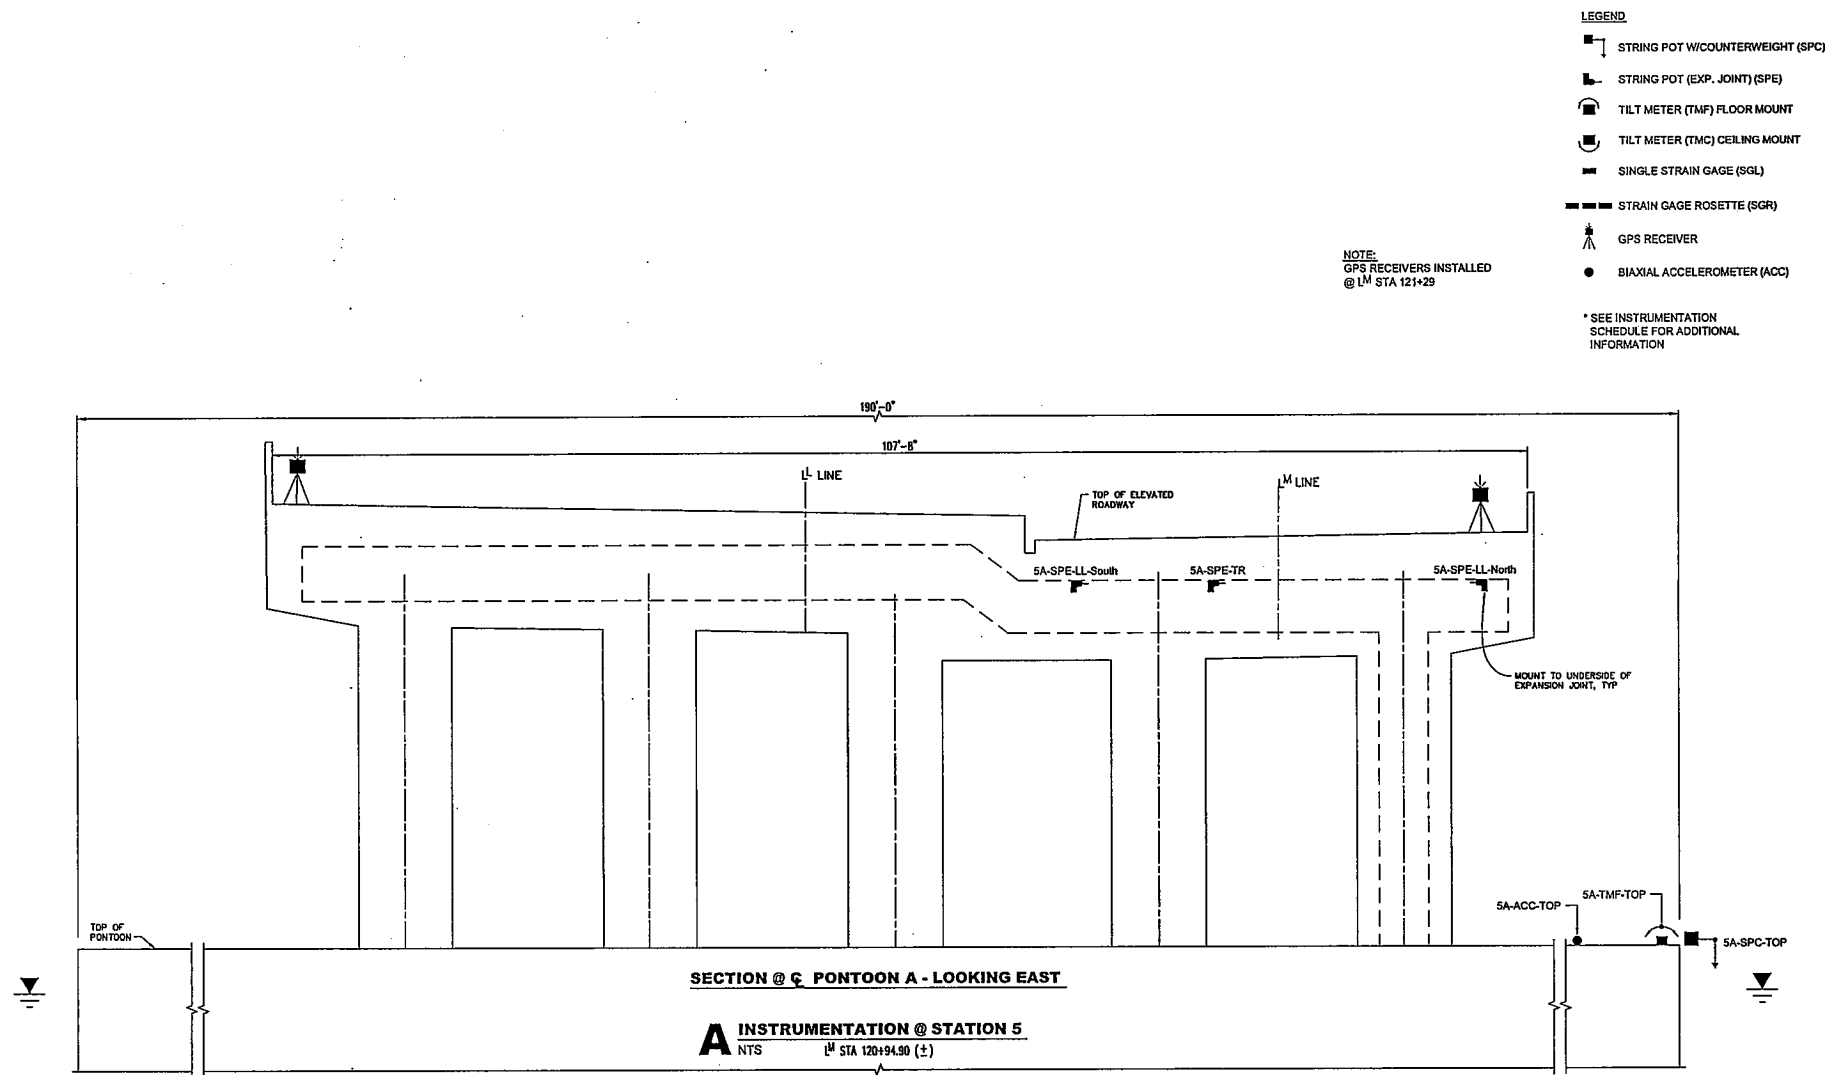 LEGEND
STRING POT W/COUNTERWEIGHT (SPC)
STRING POT (EXP. JOINT) (SPE)
TILT METER (TMF) FLOOR MOUNT
TILT METER (TMC) CEILING MOUNT
SINGLE STRAIN GAGE (SGL)
STRAIN GAGE ROSETTE (SGR)
GPS RECEIVER
BIAXIAL ACCELEROMETER (ACC)
* SEE INSTRUMENTATION
SCHEDULE FOR ADDITIONAL
INFORMATION
NOTE:
GPS RECEIVERS INSTALLED
@ LM STA 121+29
190'-0"
107'-8"
LL LINE
LM LINE
TOP OF ELEVATED
ROADWAY
5A-SPE-LL-South
5A-SPE-TR
5A-SPE-LL-North
MOUNT TO UNDERSIDE OF
EXPANSION JOINT, TYP
5A-TMF-TOP
5A-ACC-TOP
5A-SPC-TOP
TOP OF
PONTOON
SECTION @ ℄ PONTOON A - LOOKING EAST
A INSTRUMENTATION @ STATION 5
NTS LM STA 120+94.90 (±)